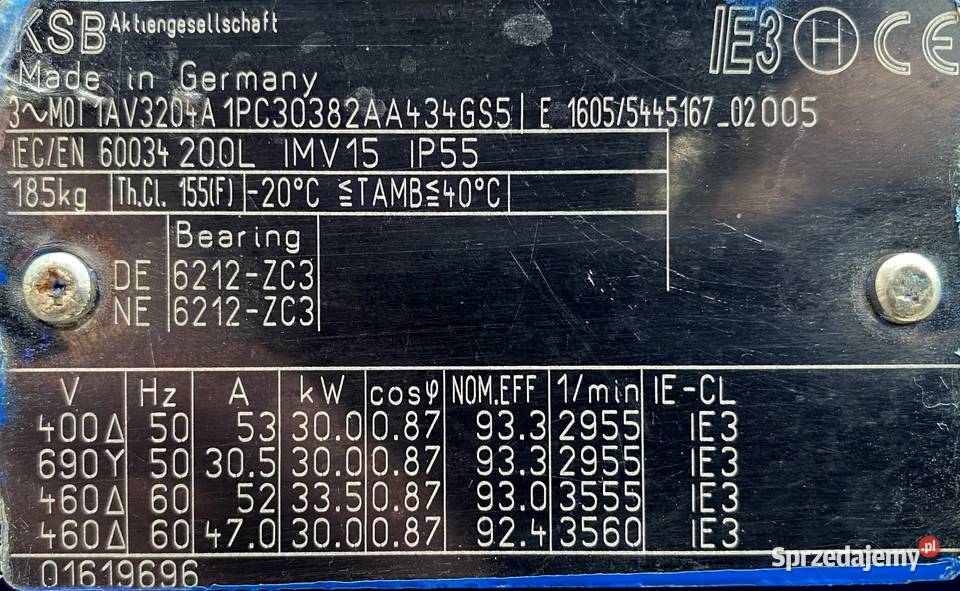 KSB Aktiengesellschaft IE3 H CE
Made in Germany
3~MOT 1AV3204A 1PC30382AA434GS5 E 1605/5445167_02005
IEC/EN 60034 200L IMV15 IP55
185kg Th.Cl. 155(F) -20°C ≦TAMB≦40°C
Bearing
DE 6212-ZC3
NE 6212-ZC3
V Hz A kW cosφ NOM.EFF 1/min IE-CL
400Δ 50 53 30.0 0.87 93.3 2955 IE3
690Y 50 30.5 30.0 0.87 93.3 2955 IE3
460Δ 60 52 33.5 0.87 93.0 3555 IE3
460Δ 60 47.0 30.0 0.87 92.4 3560 IE3
01619696
Sprzedajemy.pl